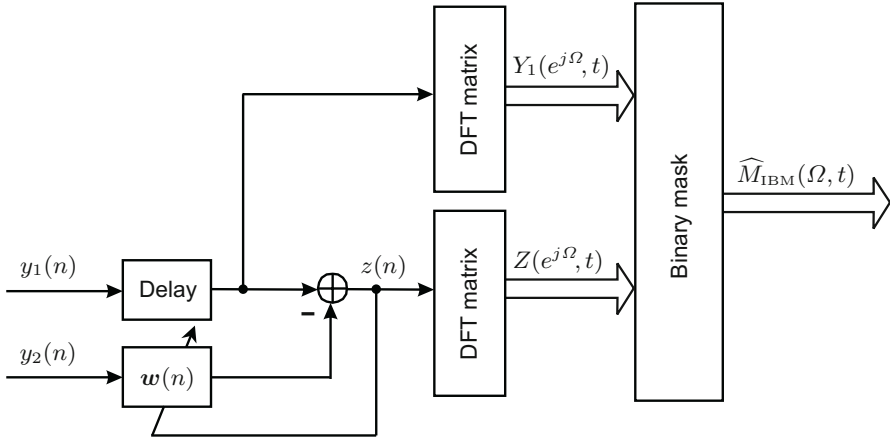 DFT matrix
Y₁(e^{jΩ}, t)
Binary mask
M̂_{IBM}(Ω, t)
y₁(n)
Delay
z(n)
DFT matrix
Z(e^{jΩ}, t)
−
y₂(n)
w(n)